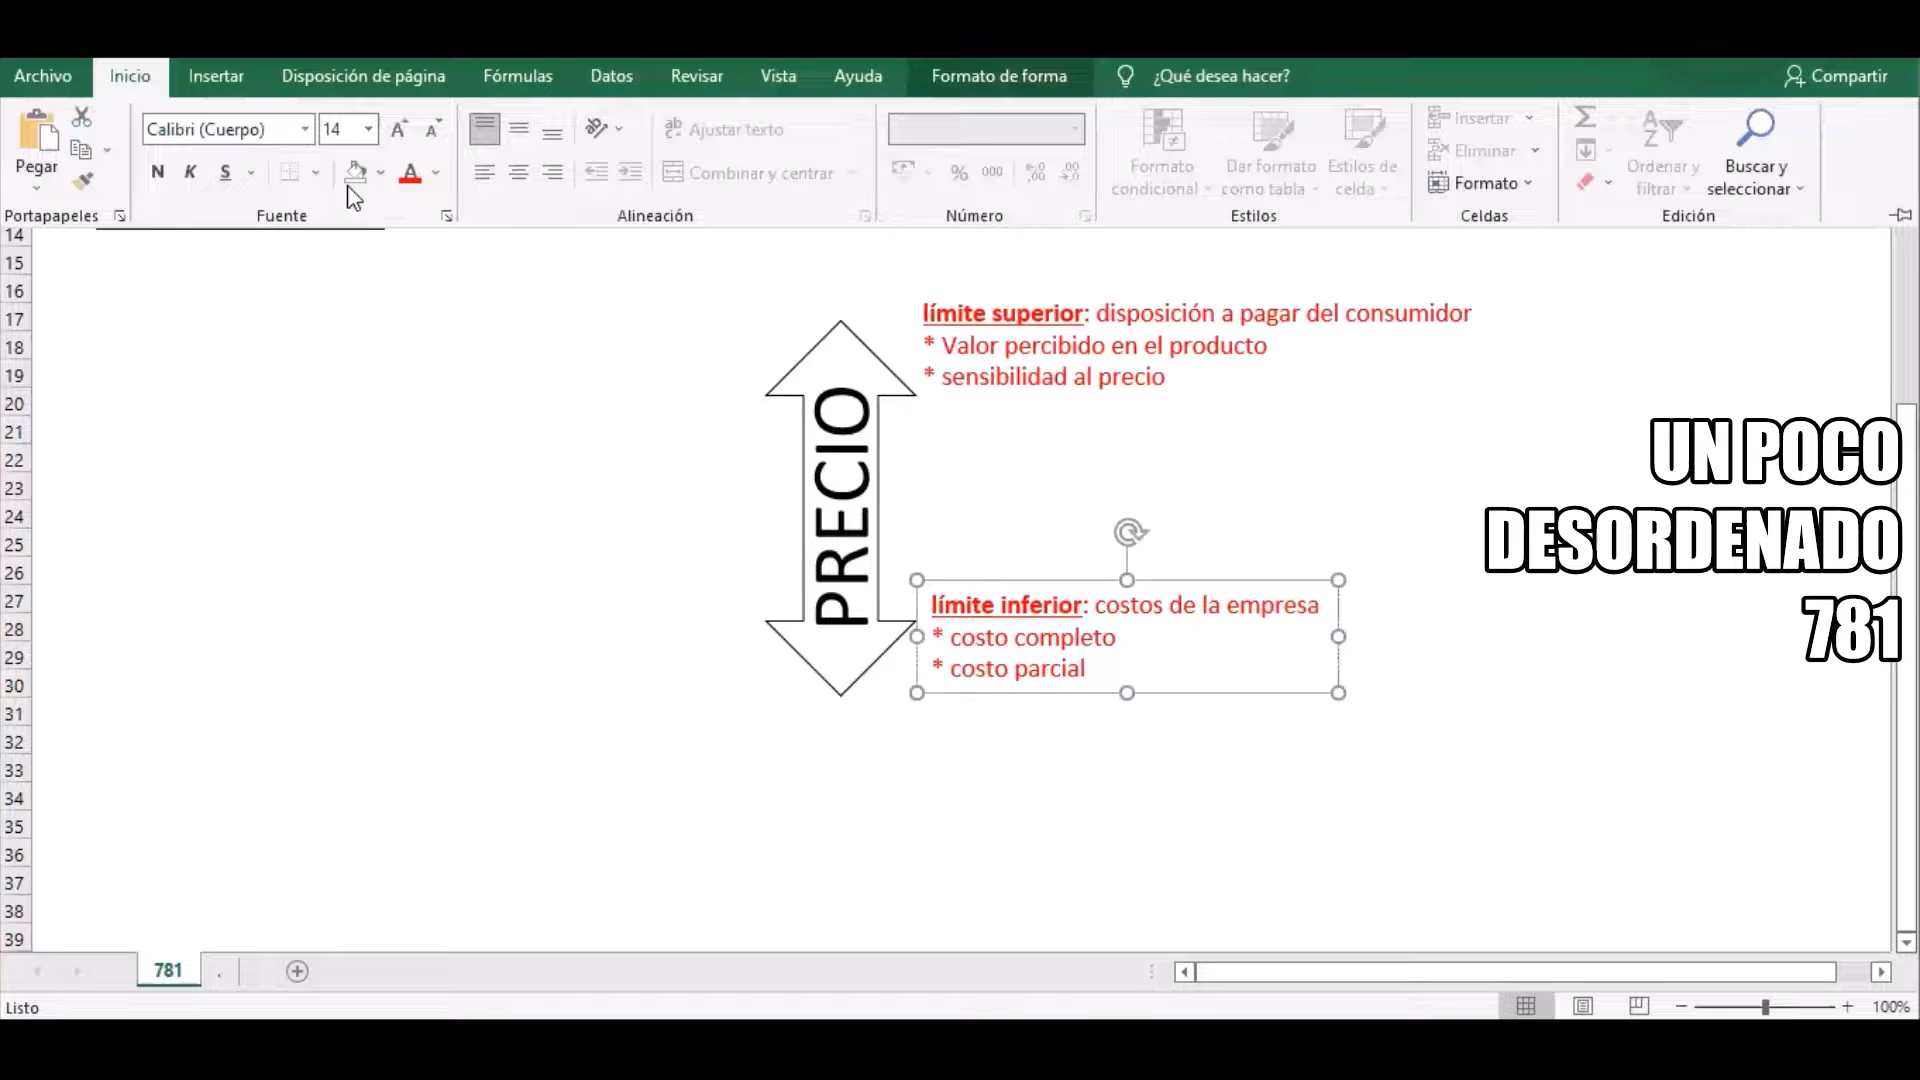 Archivo Inicio Insertar Disposición de página Fórmulas Datos Revisar Vista Ayuda Formato de forma ¿Qué desea hacer? Compartir
Pegar
Portapapeles
Calibri (Cuerpo) 14
N K S
Fuente
Ajustar texto
Combinar y centrar
Alineación
% 000
Número
Formato condicional
Dar formato como tabla
Estilos de celda
Estilos
Insertar
Eliminar
Formato
Celdas
Ordenar y filtrar
Buscar y seleccionar
Edición
14
15
16
17
18
19
20
21
22
23
24
25
26
27
28
29
30
31
32
33
34
35
36
37
38
39
PRECIO
límite superior: disposición a pagar del consumidor
* Valor percibido en el producto
* sensibilidad al precio
límite inferior: costos de la empresa
* costo completo
* costo parcial
UN POCO
DESORDENADO
781
781 .
Listo
100%